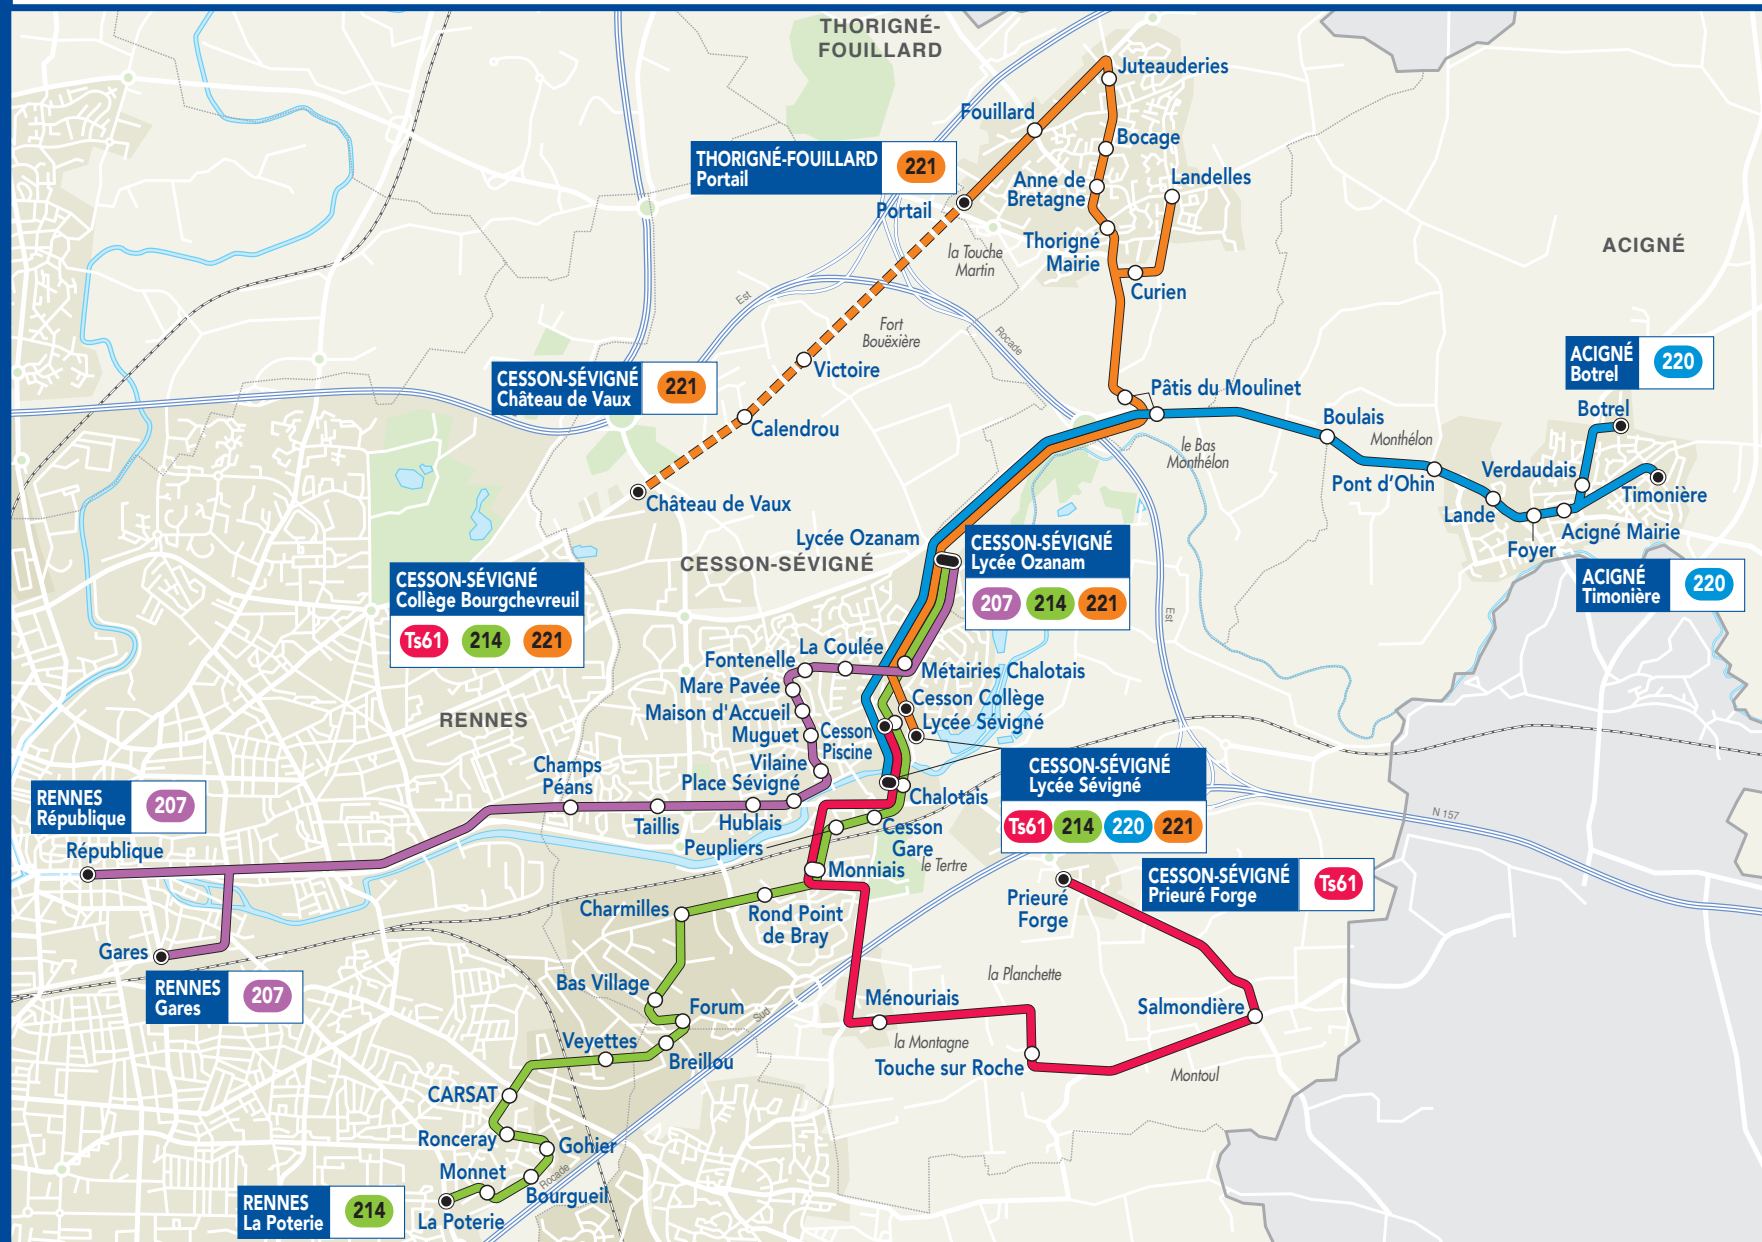 THORIGNÉ-
FOUILLARD
Juteauderies
Fouillard
Bocage
THORIGNÉ-FOUILLARD
Portail
221
Anne de
Bretagne
Landelles
Portail
Thorigné
Mairie
la Touche
Martin
ACIGNÉ
Curien
Est
Rocade
Fort
Bouëxière
Victoire
CESSON-SÉVIGNÉ
Château de Vaux
221
ACIGNÉ
Botrel
220
Pâtis du Moulinet
Calendrou
Boulais
Botrel
le Bas
Monthélon
Monthélon
Verdaudais
Pont d'Ohin
Timonière
Château de Vaux
Lande
Foyer
Acigné Mairie
Lycée Ozanam
CESSON-SÉVIGNÉ
CESSON-SÉVIGNÉ
Lycée Ozanam
207
214
221
ACIGNÉ
Timonière
220
CESSON-SÉVIGNÉ
Collège Bourgchevreuil
Ts61
214
221
Est
La Coulée
Fontenelle
Métairies Chalotais
Mare Pavée
Cesson Collège
Maison d'Accueil
Lycée Sévigné
RENNES
Muguet
Cesson
Piscine
Vilaine
Champs
Péans
Place Sévigné
CESSON-SÉVIGNÉ
Lycée Sévigné
Ts61
214
220
221
RENNES
République
207
Chalotais
Taillis
Hublais
N 157
Cesson
Gare
Peupliers
République
le Tertre
Monniais
CESSON-SÉVIGNÉ
Prieuré Forge
Ts61
Prieuré
Forge
Charmilles
Rond Point
de Bray
Gares
RENNES
Gares
207
la Planchette
Bas Village
Ménouriais
Salmondière
Forum
Sud
Veyettes
la Montagne
Breillou
Touche sur Roche
Montoul
CARSAT
Ronceray
Gohier
Monnet
Rocade
Bourgueil
RENNES
La Poterie
214
La Poterie